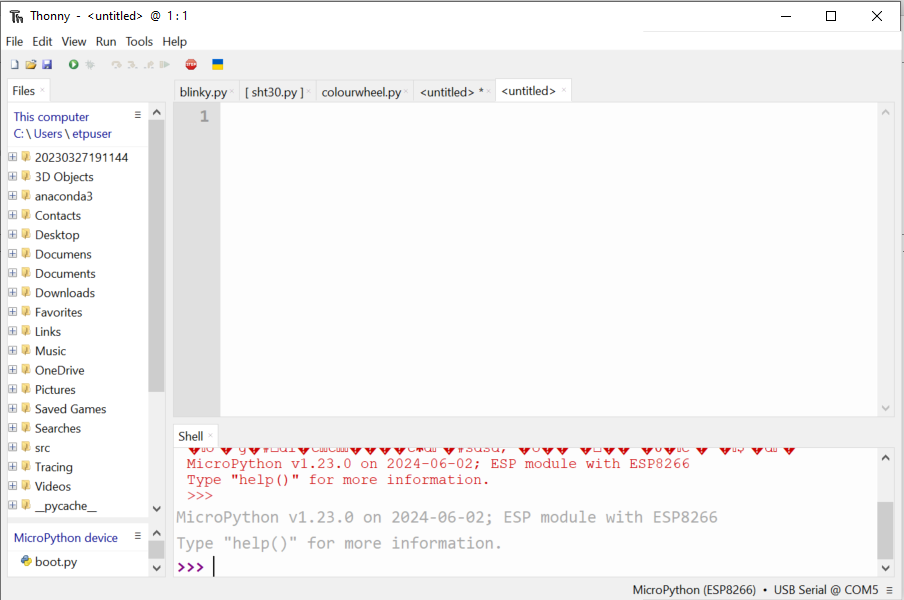 Thonny - <untitled> @ 1:1
File Edit View Run Tools Help
Files
blinky.py [ sht30.py ] colourwheel.py <untitled> * <untitled>
This computer
C: \ Users \ etpuser
20230327191144
3D Objects
anaconda3
Contacts
Desktop
Documens
Documents
Downloads
Favorites
Links
Music
OneDrive
Pictures
Saved Games
Searches
src
Tracing
Videos
__pycache__
MicroPython device
boot.py
1
Shell
MicroPython v1.23.0 on 2024-06-02; ESP module with ESP8266
Type "help()" for more information.
>>>
MicroPython v1.23.0 on 2024-06-02; ESP module with ESP8266
Type "help()" for more information.
>>>
MicroPython (ESP8266) • USB Serial @ COM5 ≡